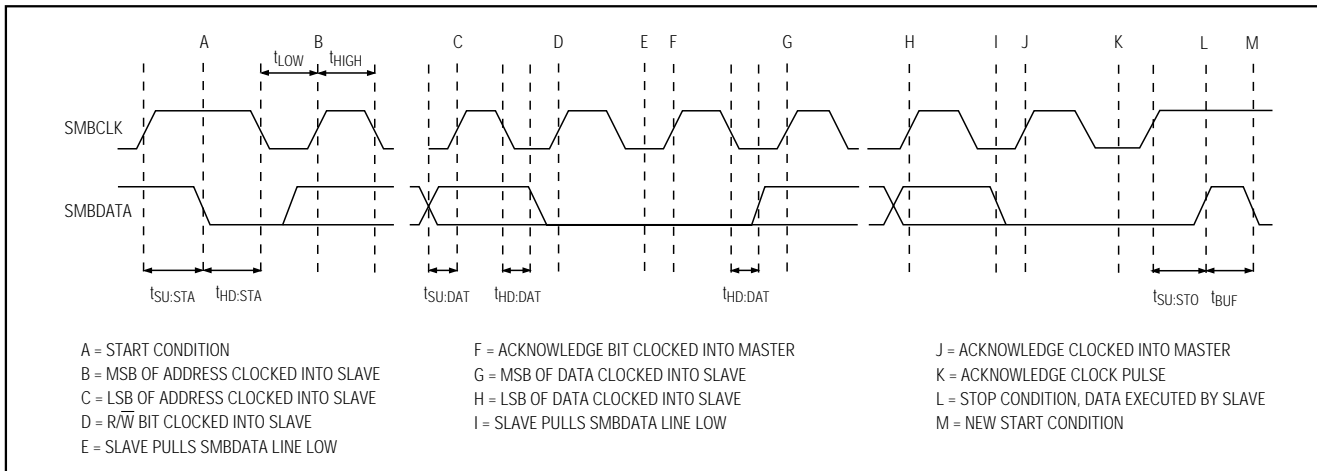 A B C D E F G H I J K L M
tLOW tHIGH
SMBCLK
SMBDATA
tSU:STA tHD:STA tSU:DAT tHD:DAT tHD:DAT tSU:STO tBUF
A = START CONDITION
B = MSB OF ADDRESS CLOCKED INTO SLAVE
C = LSB OF ADDRESS CLOCKED INTO SLAVE
D = R/W̅ BIT CLOCKED INTO SLAVE
E = SLAVE PULLS SMBDATA LINE LOW
F = ACKNOWLEDGE BIT CLOCKED INTO MASTER
G = MSB OF DATA CLOCKED INTO SLAVE
H = LSB OF DATA CLOCKED INTO SLAVE
I = SLAVE PULLS SMBDATA LINE LOW
J = ACKNOWLEDGE CLOCKED INTO MASTER
K = ACKNOWLEDGE CLOCK PULSE
L = STOP CONDITION, DATA EXECUTED BY SLAVE
M = NEW START CONDITION